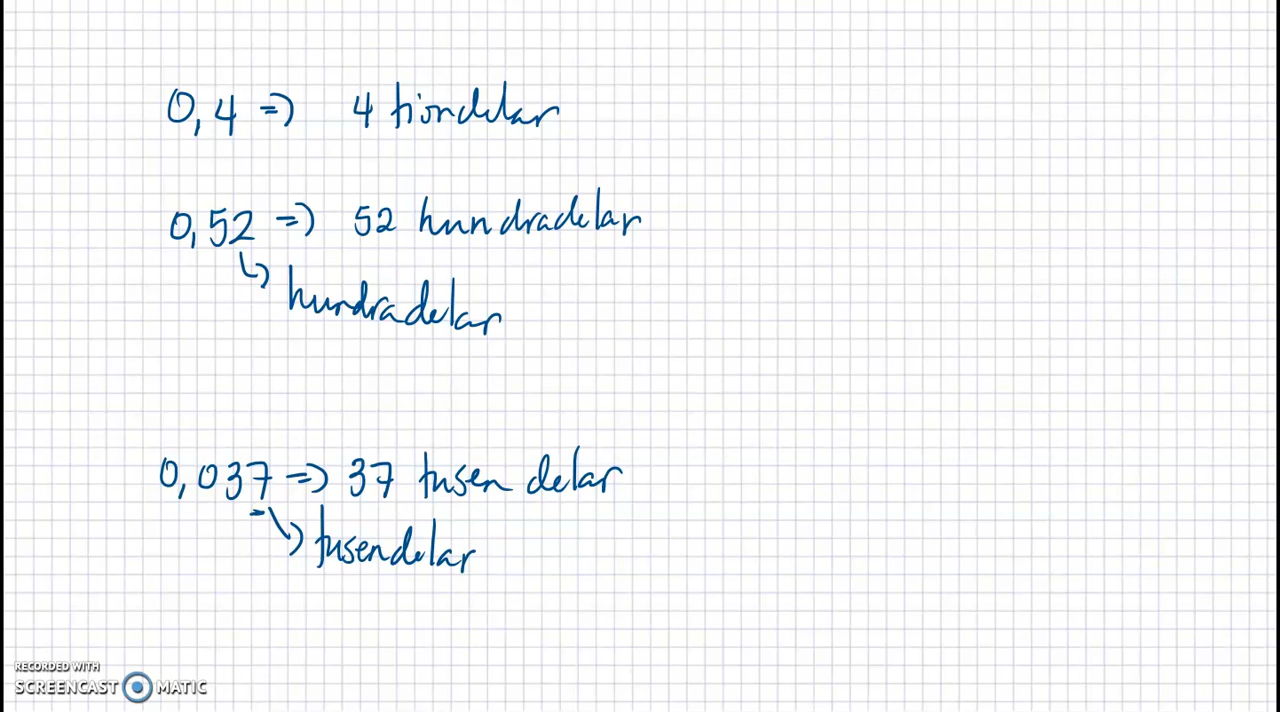 0,4 => 4 tiondelar
0,52 => 52 hundradelar
hundradelar
0,037 => 37 tusen delar
tusendelar
RECORDED WITH
SCREENCAST MATIC